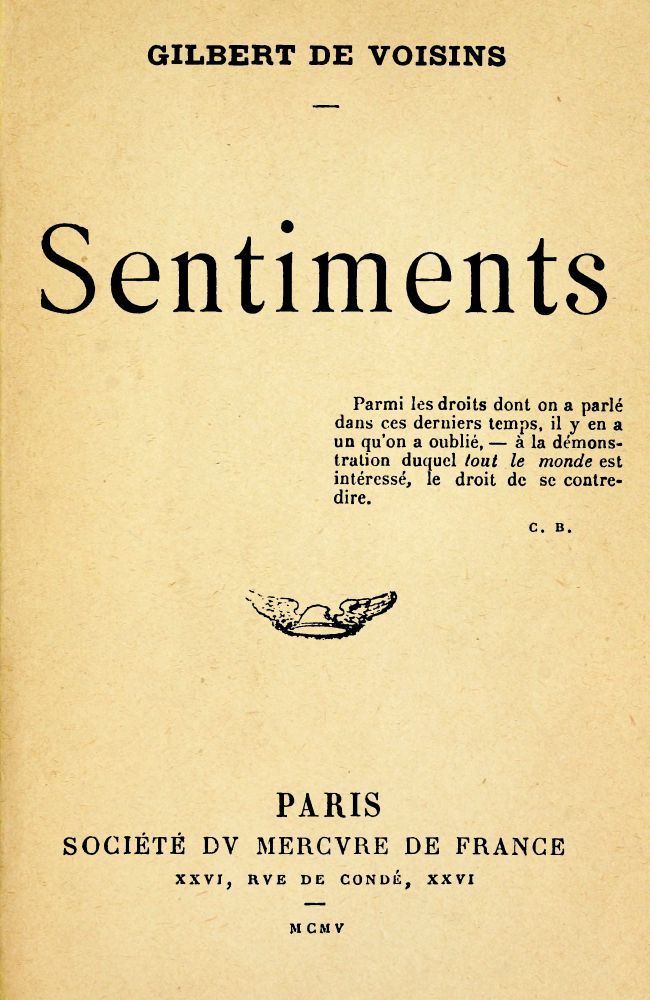 GILBERT DE VOISINS
—
Sentiments
Parmi les droits dont on a parlé
dans ces derniers temps, il y en a
un qu'on a oublié, — à la démons-
tration duquel tout le monde est
intéressé, le droit de se contre-
dire.
C. B.
PARIS
SOCIÉTÉ DV MERCVRE DE FRANCE
XXVI, RVE DE CONDÉ, XXVI
—
MCMV